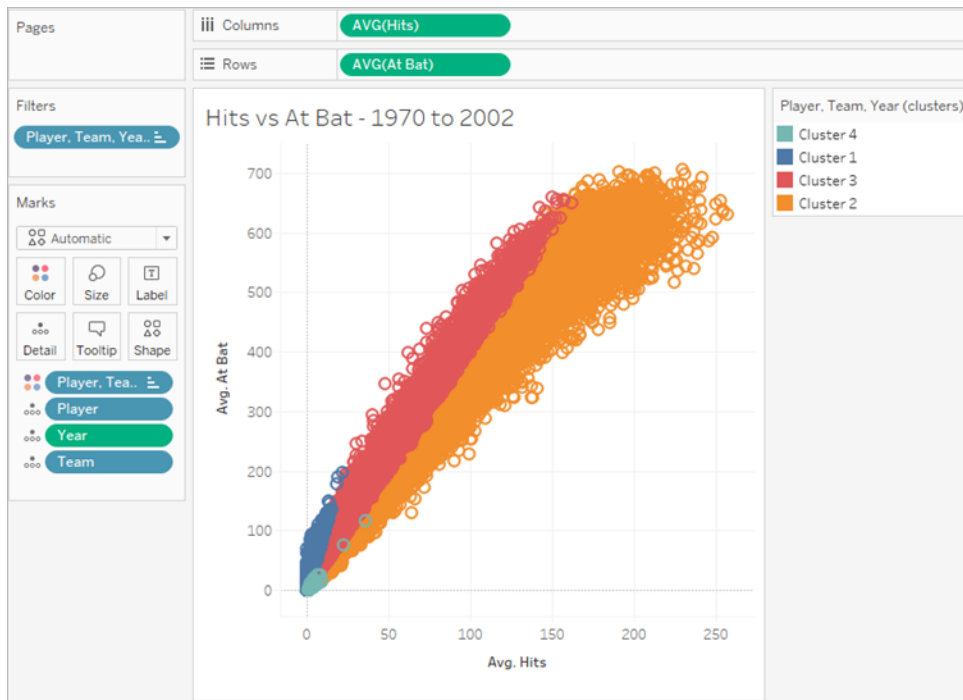 Pages
Columns
AVG(Hits)
Rows
AVG(At Bat)
Filters
Player, Team, Yea..
Marks
Automatic
Color
Size
Label
Detail
Tooltip
Shape
Player, Tea..
Player
Year
Team
Hits vs At Bat - 1970 to 2002
Avg. At Bat
700
600
500
400
300
200
100
0
0
50
100
150
200
250
Avg. Hits
Player, Team, Year (clusters)
Cluster 4
Cluster 1
Cluster 3
Cluster 2